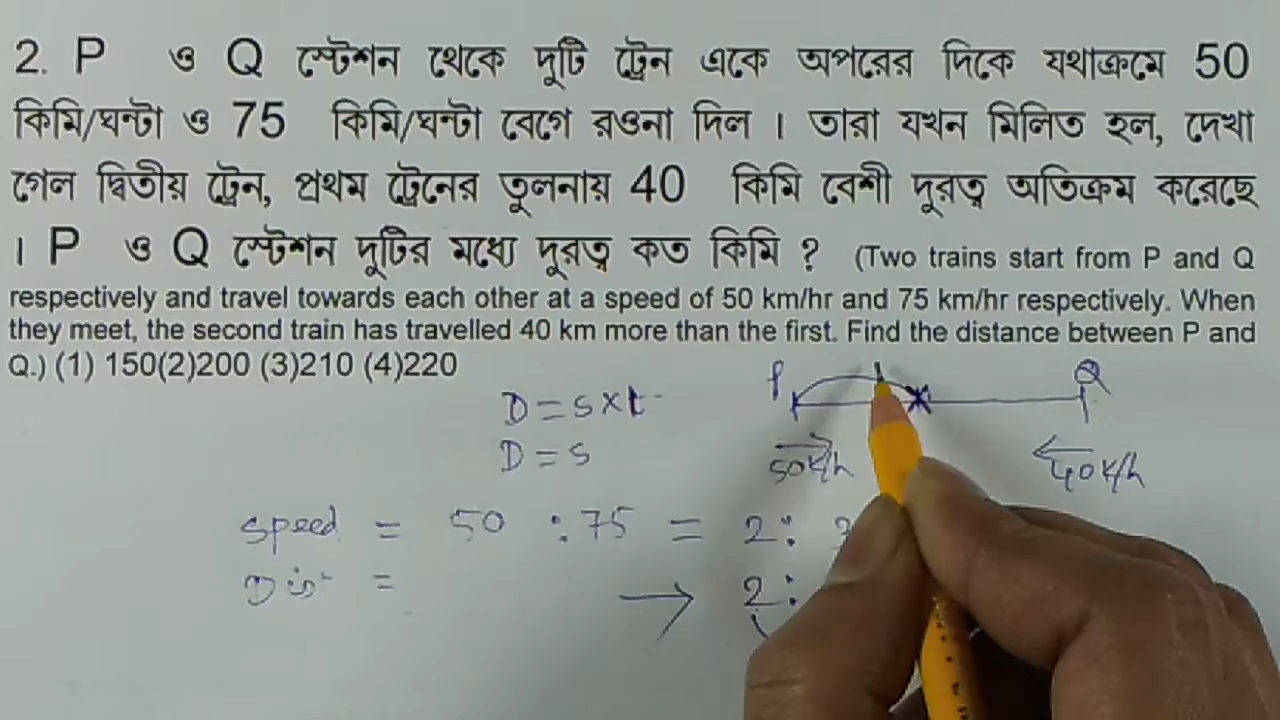 2. P ও Q স্টেশন থেকে দুটি ট্রেন একে অপরের দিকে যথাক্রমে 50
কিমি/ঘন্টা ও 75 কিমি/ঘন্টা বেগে রওনা দিল । তারা যখন মিলিত হল, দেখা
গেল দ্বিতীয় ট্রেন, প্রথম ট্রেনের তুলনায় 40 কিমি বেশী দুরত্ব অতিক্রম করেছে
। P ও Q স্টেশন দুটির মধ্যে দুরত্ব কত কিমি ? (Two trains start from P and Q
respectively and travel towards each other at a speed of 50 km/hr and 75 km/hr respectively. When
they meet, the second train has travelled 40 km more than the first. Find the distance between P and
Q.) (1) 150(2)200 (3)210 (4)220
P Q
D = s x t
D = s
50K/h 40K/h
speed = 50 : 75 = 2 :
Dist = → 2 :